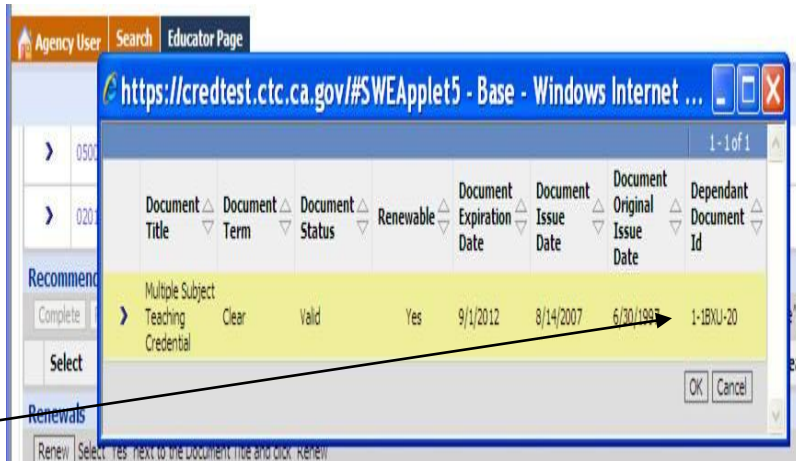 Agency User Search Educator Page
https://credtest.ctc.ca.gov/#SWEApplet5 - Base - Windows Internet ...
1 - 1 of 1
0500
0201
Document Title
Document Term
Document Status
Renewable
Document Expiration Date
Document Issue Date
Document Original Issue Date
Dependant Document Id
Multiple Subject Teaching Credential
Clear
Valid
Yes
9/1/2012
8/14/2007
6/30/1997
1-1BXU-20
OK Cancel
Recommend
Complete
Select
Renewals
Renew Select 'Yes' next to the Document Title and click 'Renew'